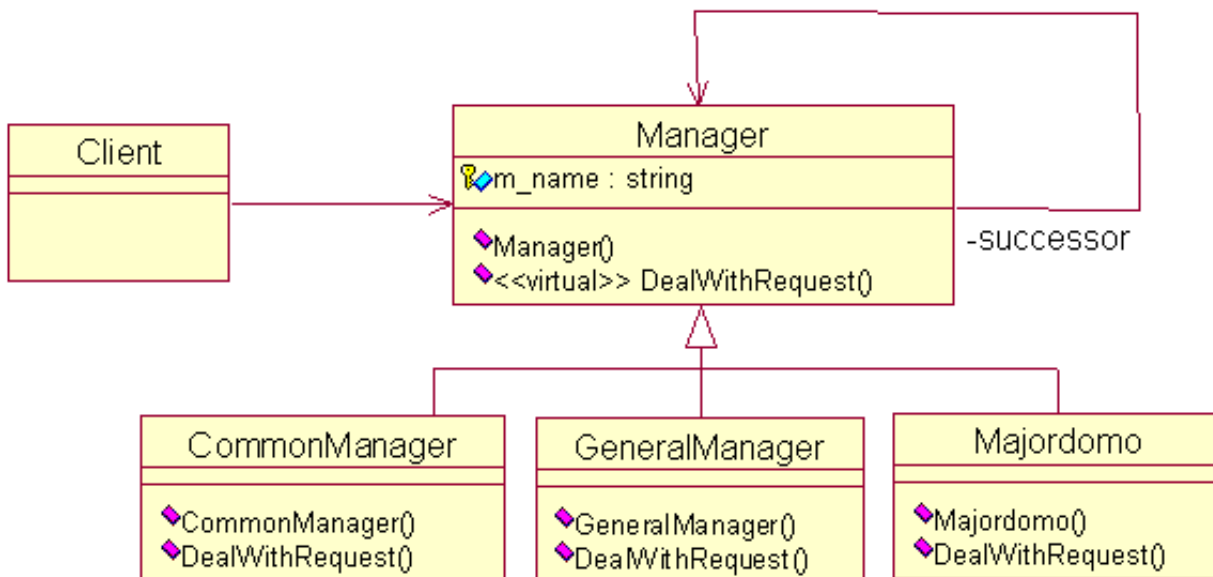 Client
Manager
m_name : string
Manager()
<<virtual>> DealWithRequest()
-successor
CommonManager
CommonManager()
DealWithRequest()
GeneralManager
GeneralManager()
DealWithRequest()
Majordomo
Majordomo()
DealWithRequest()